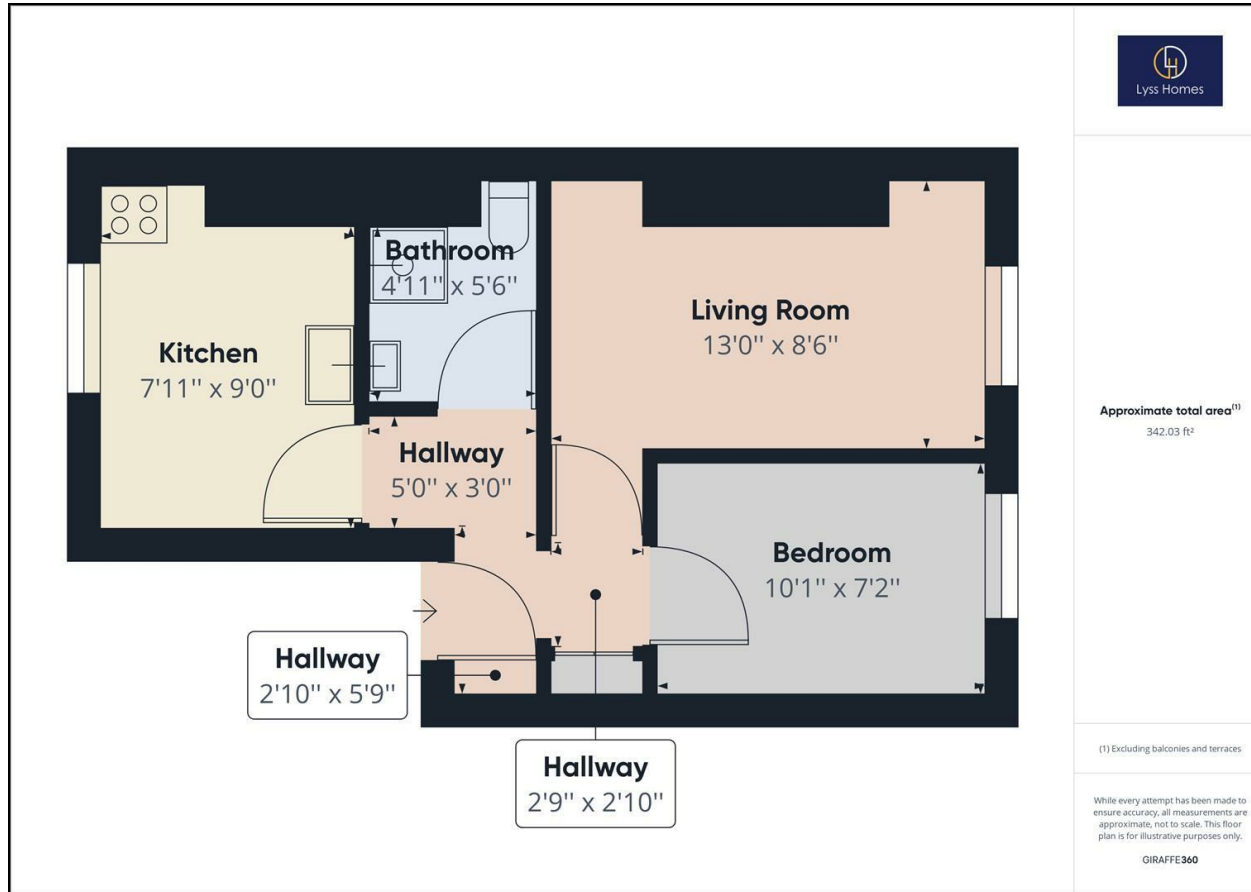 Kitchen
7'11'' x 9'0''
Bathroom
4'11'' x 5'6''
Hallway
5'0'' x 3'0''
Living Room
13'0'' x 8'6''
Bedroom
10'1'' x 7'2''
Hallway
2'10'' x 5'9''
Hallway
2'9'' x 2'10''
LH
Lyss Homes
Approximate total area(1)
342.03 ft²
(1) Excluding balconies and terraces
While every attempt has been made to
ensure accuracy, all measurements are
approximate, not to scale. This floor
plan is for illustrative purposes only.
GIRAFFE360